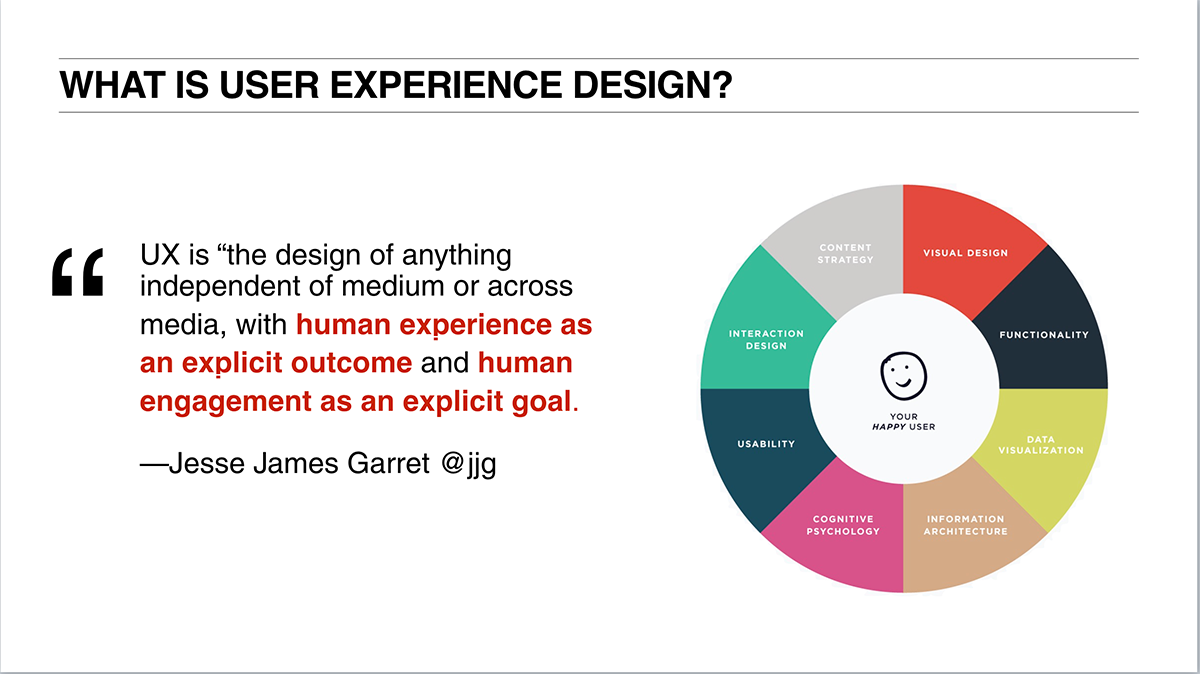 WHAT IS USER EXPERIENCE DESIGN?
“
UX is “the design of anything
independent of medium or across
media, with human experience as
an explicit outcome and human
engagement as an explicit goal.
—Jesse James Garret @jjg
CONTENT
STRATEGY
VISUAL DESIGN
FUNCTIONALITY
DATA
VISUALIZATION
INFORMATION
ARCHITECTURE
COGNITIVE
PSYCHOLOGY
USABILITY
INTERACTION
DESIGN
YOUR
HAPPY USER